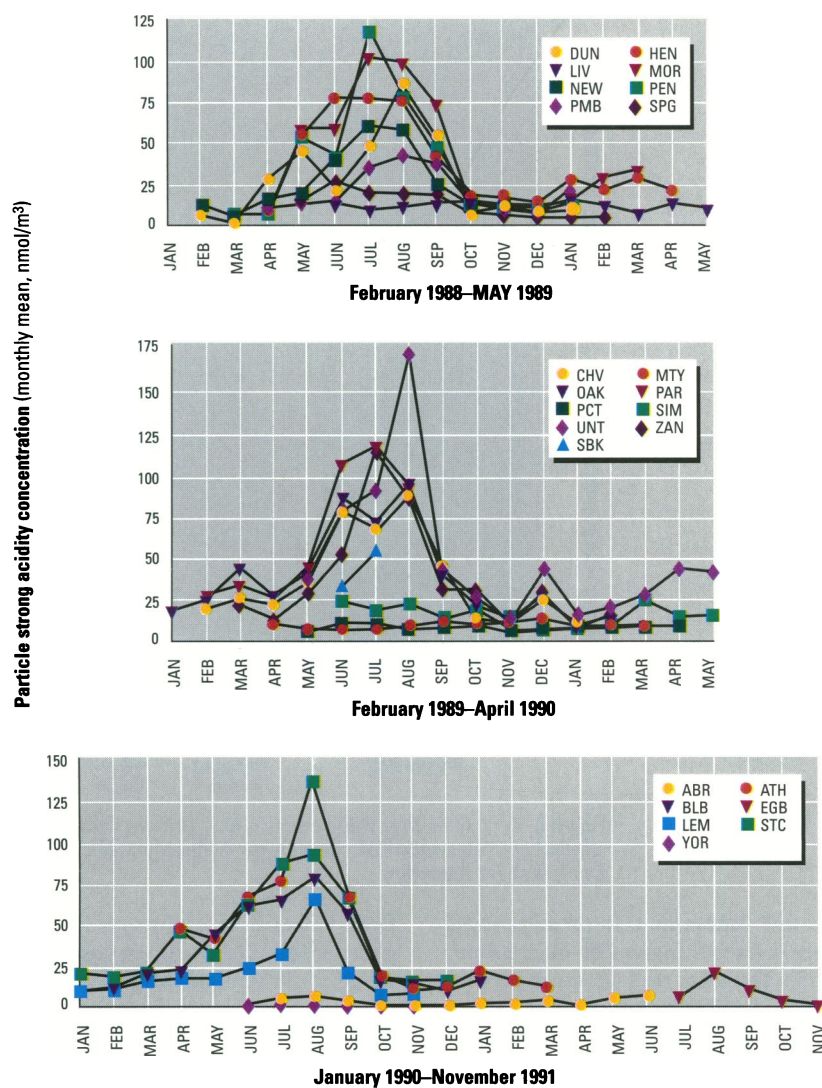 Particle strong acidity concentration (monthly mean, nmol/m³)
125
100
75
50
25
0
DUN HEN
LIV MOR
NEW PEN
PMB SPG
JAN FEB MAR APR MAY JUN JUL AUG SEP OCT NOV DEC JAN FEB MAR APR MAY
February 1988–MAY 1989
175
150
100
75
50
25
0
CHV MTY
OAK PAR
PCT SIM
UNT ZAN
SBK
JAN FEB MAR APR MAY JUN JUL AUG SEP OCT NOV DEC JAN FEB MAR APR MAY
February 1989–April 1990
150
125
100
75
50
25
0
ABR ATH
BLB EGB
LEM STC
YOR
JAN FEB MAR APR MAY JUN JUL AUG SEP OCT NOV DEC JAN FEB MAR APR MAY JUN JUL AUG SEP OCT NOV
January 1990–November 1991